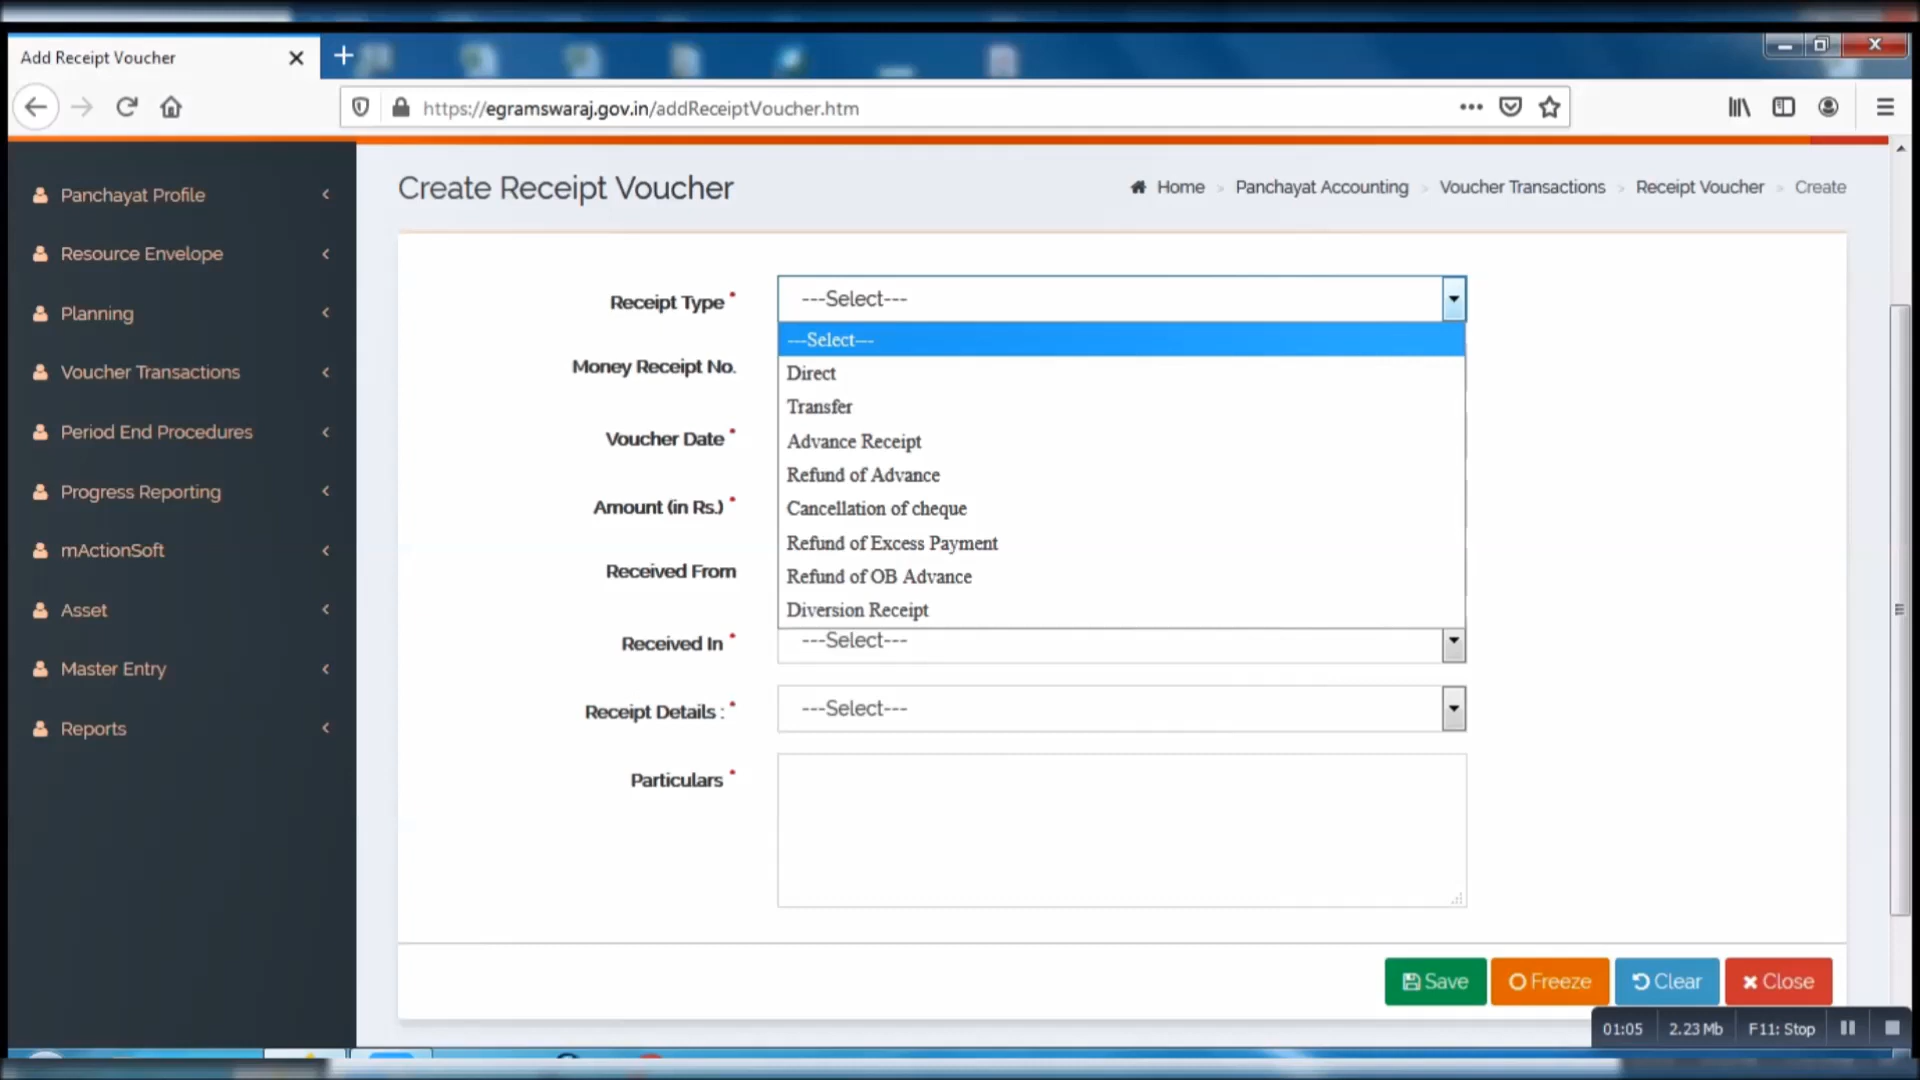 Add Receipt Voucher
https://egramswaraj.gov.in/addReceiptVoucher.htm
Panchayat Profile
Resource Envelope
Planning
Voucher Transactions
Period End Procedures
Progress Reporting
mActionSoft
Asset
Master Entry
Reports
Create Receipt Voucher
Home > Panchayat Accounting > Voucher Transactions > Receipt Voucher > Create
Receipt Type *
---Select---
---Select---
Direct
Transfer
Advance Receipt
Refund of Advance
Cancellation of cheque
Refund of Excess Payment
Refund of OB Advance
Diversion Receipt
Money Receipt No.
Voucher Date *
Amount (in Rs.) *
Received From
Received In *
---Select---
Receipt Details : *
---Select---
Particulars *
Save
Freeze
Clear
Close
01:05 2.23 Mb F11: Stop